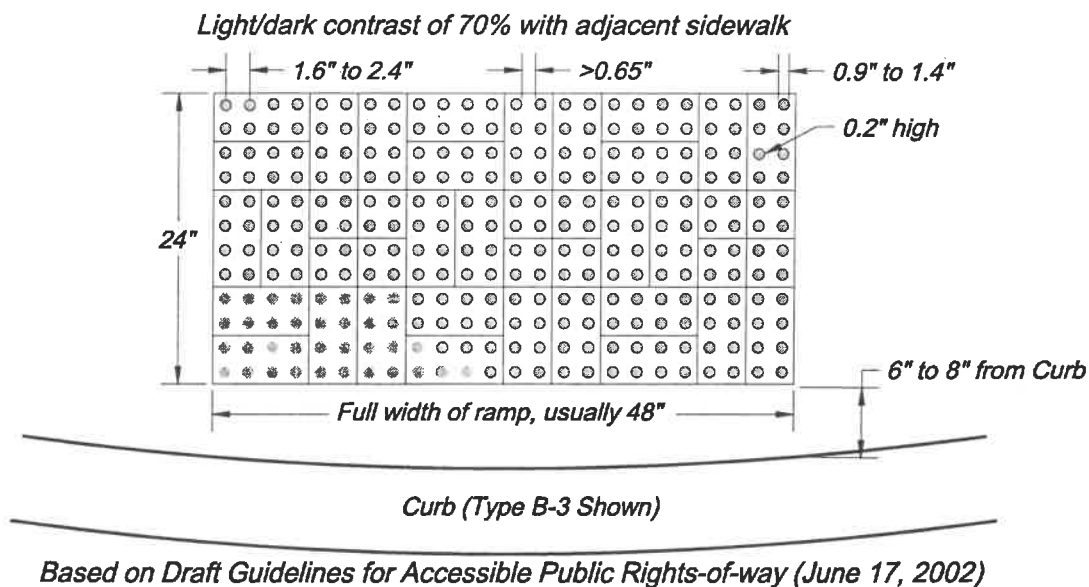 Light/dark contrast of 70% with adjacent sidewalk
1.6" to 2.4"
>0.65"
0.9" to 1.4"
0.2" high
24"
6" to 8" from Curb
Full width of ramp, usually 48"
Curb (Type B-3 Shown)
Based on Draft Guidelines for Accessible Public Rights-of-way (June 17, 2002)